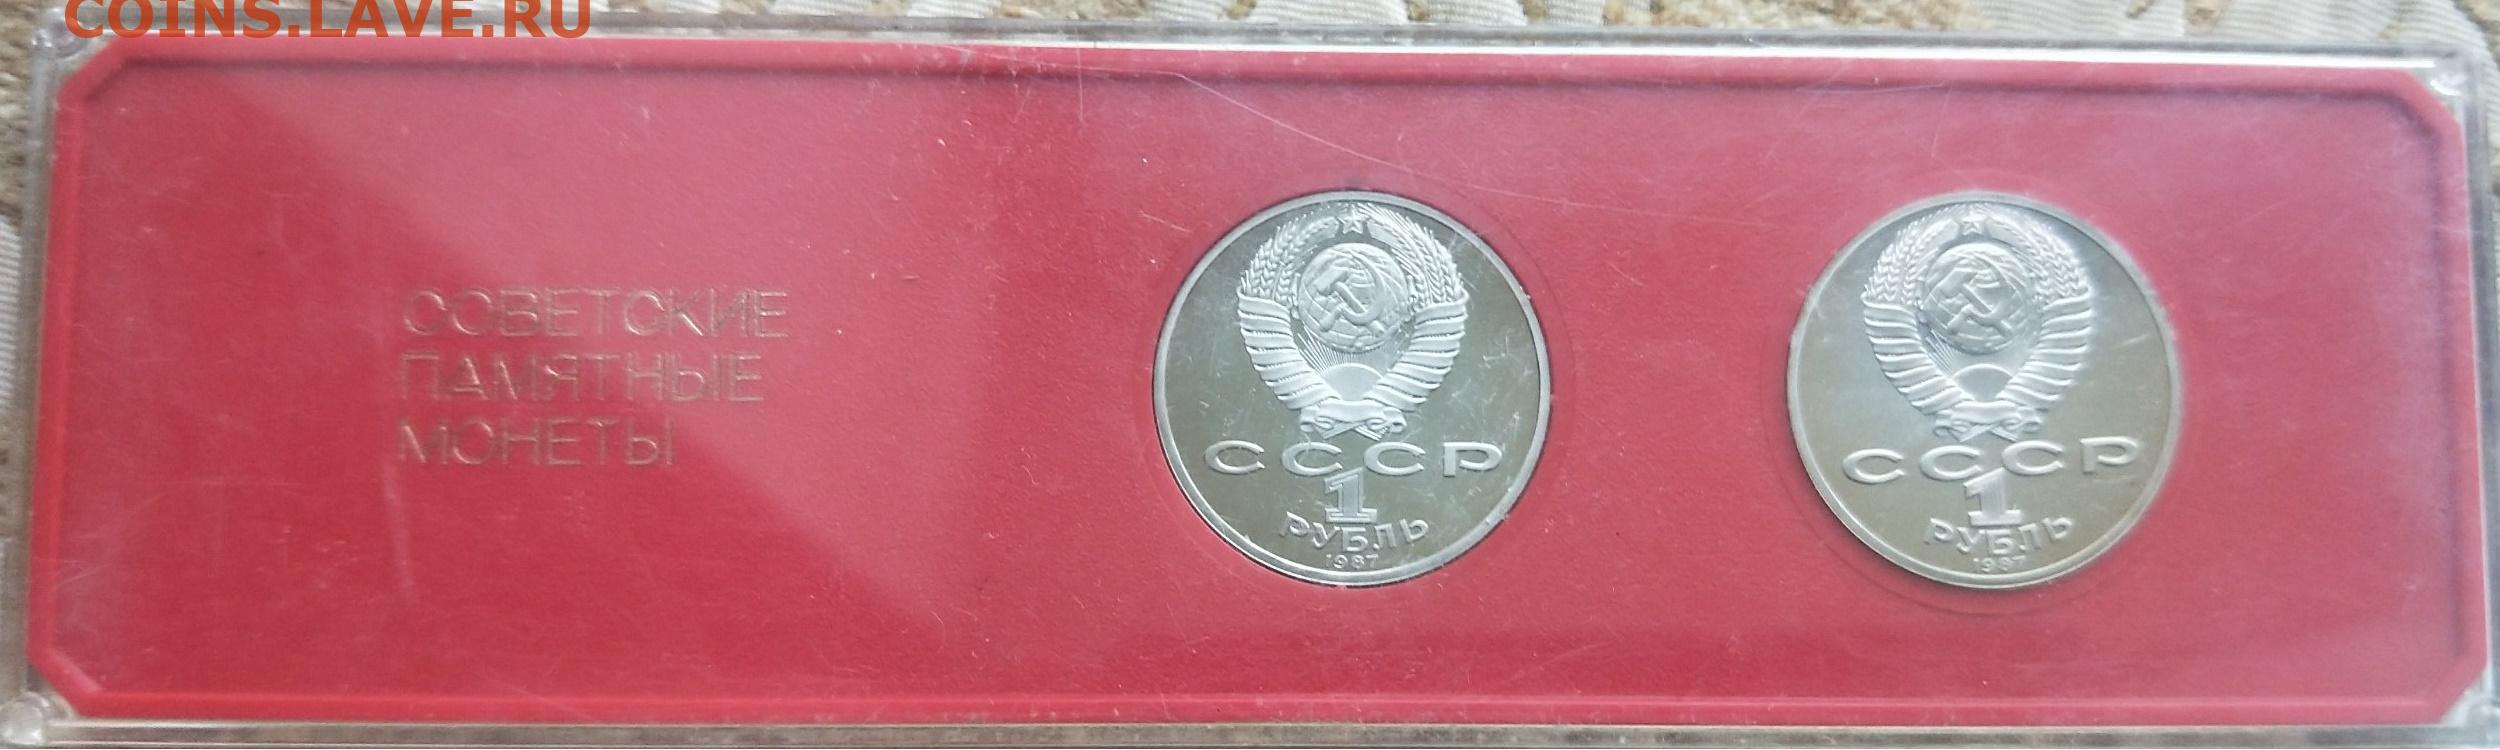 COINS.LAVE.RU
СОВЕТСКИЕ
ПАМЯТНЫЕ
МОНЕТЫ
СССР
1
РУБЛЬ
1987
СССР
1
РУБЛЬ
1987